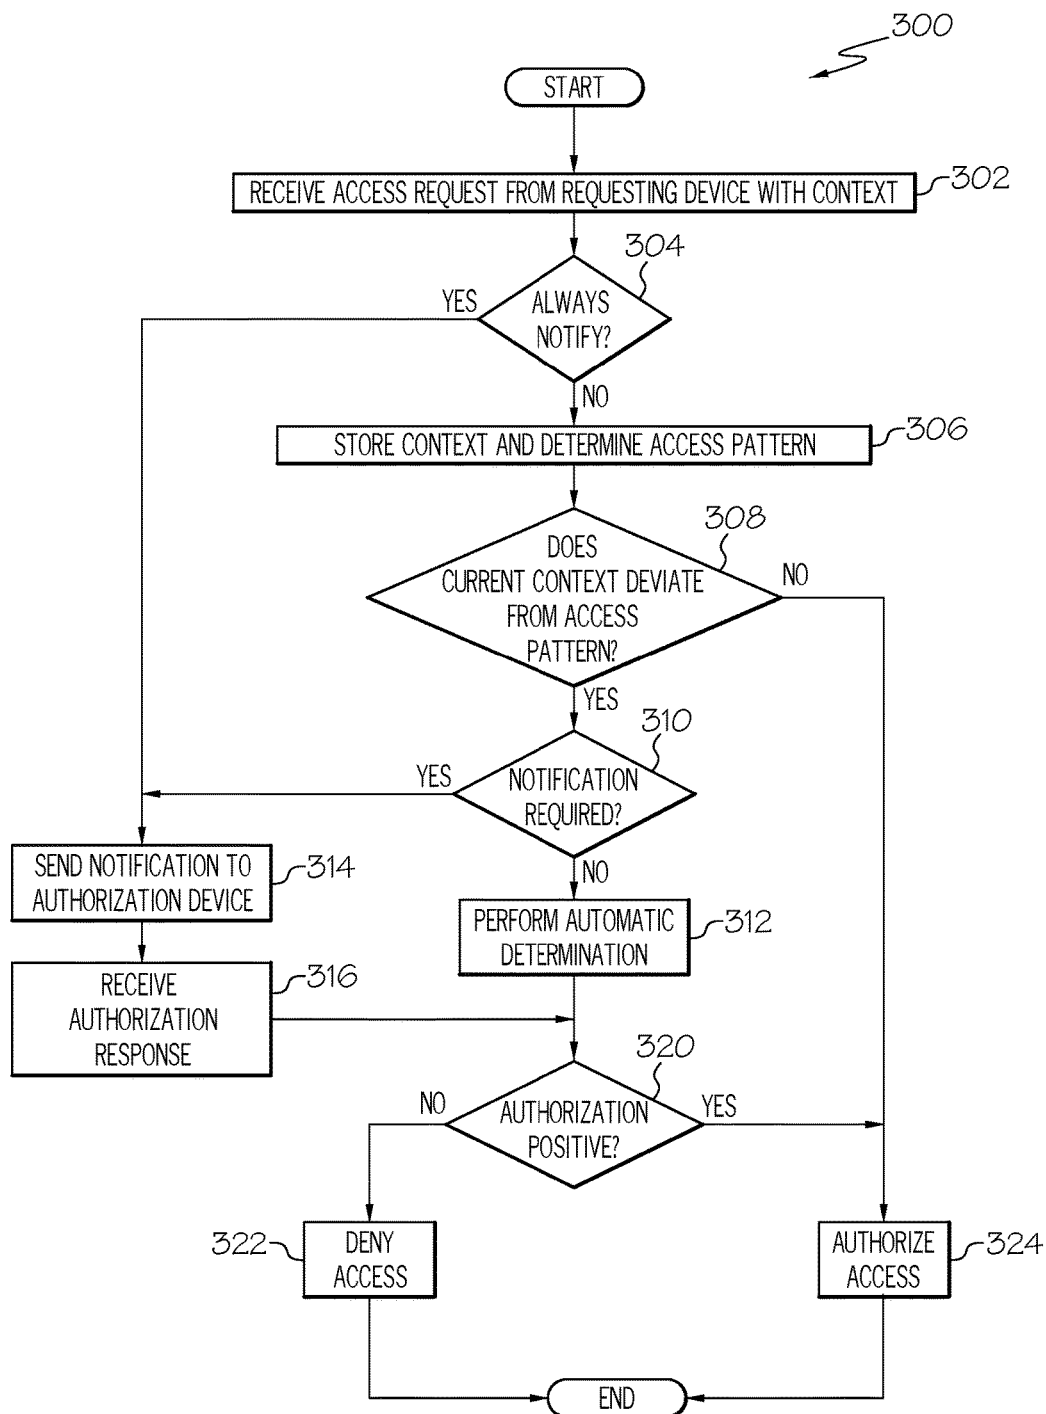 300
START
RECEIVE ACCESS REQUEST FROM REQUESTING DEVICE WITH CONTEXT
302
304
YES
ALWAYS
NOTIFY?
NO
STORE CONTEXT AND DETERMINE ACCESS PATTERN
306
308
DOES
CURRENT CONTEXT DEVIATE
FROM ACCESS
PATTERN?
NO
YES
310
YES
NOTIFICATION
REQUIRED?
NO
SEND NOTIFICATION TO
AUTHORIZATION DEVICE
314
PERFORM AUTOMATIC
DETERMINATION
312
RECEIVE
AUTHORIZATION
RESPONSE
316
320
NO
AUTHORIZATION
POSITIVE?
YES
322
DENY
ACCESS
AUTHORIZE
ACCESS
324
END